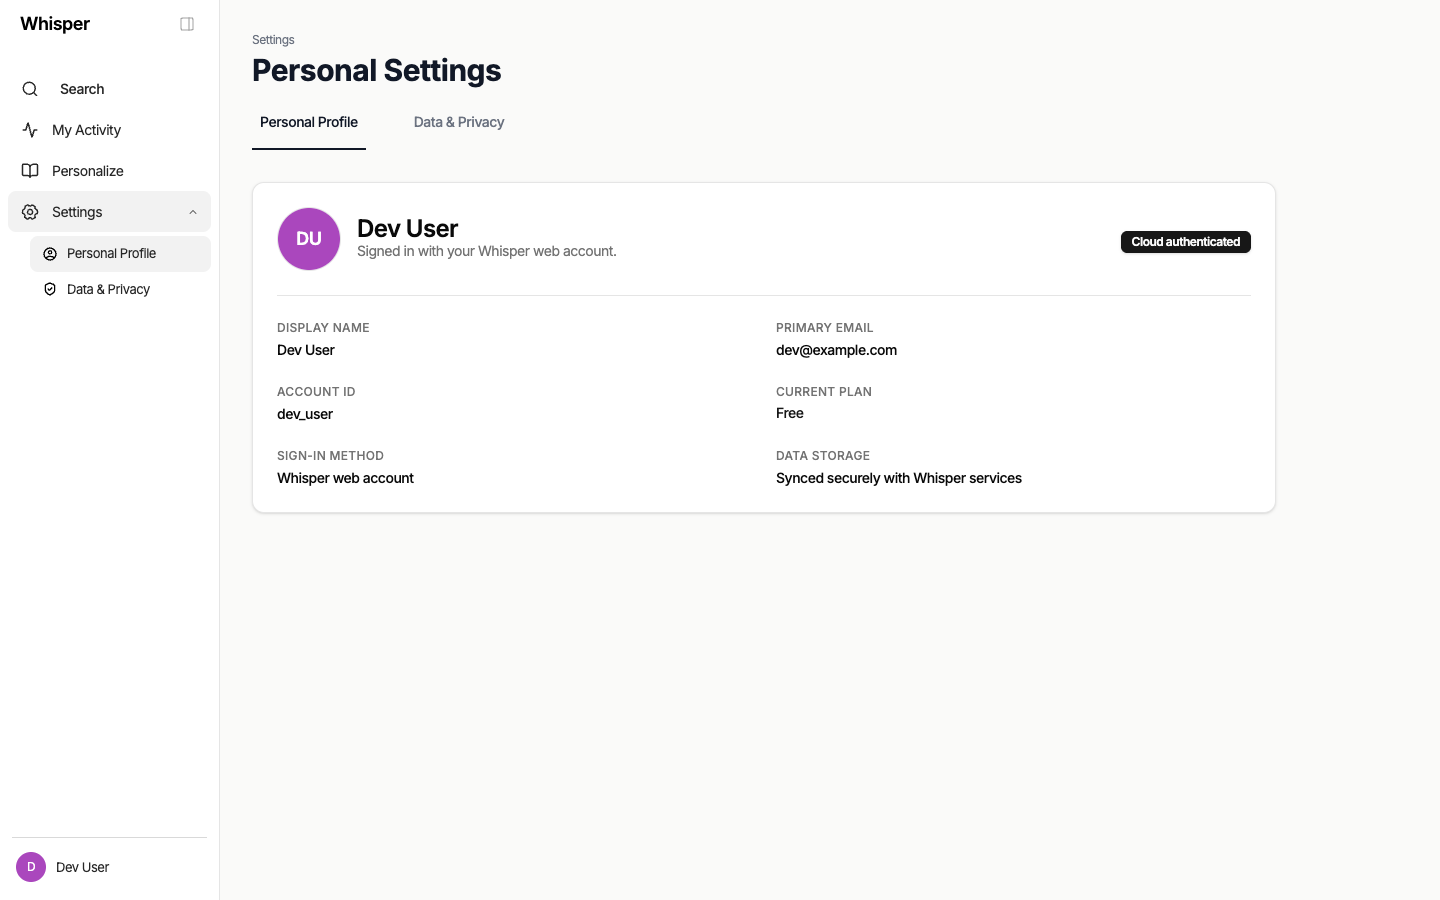 Whisper
Search
My Activity
Personalize
Settings
Personal Profile
Data & Privacy
D
Dev User
Settings
Personal Settings
Personal Profile
Data & Privacy
DU
Dev User
Signed in with your Whisper web account.
Cloud authenticated
DISPLAY NAME
Dev User
PRIMARY EMAIL
dev@example.com
ACCOUNT ID
dev_user
CURRENT PLAN
Free
SIGN-IN METHOD
Whisper web account
DATA STORAGE
Synced securely with Whisper services